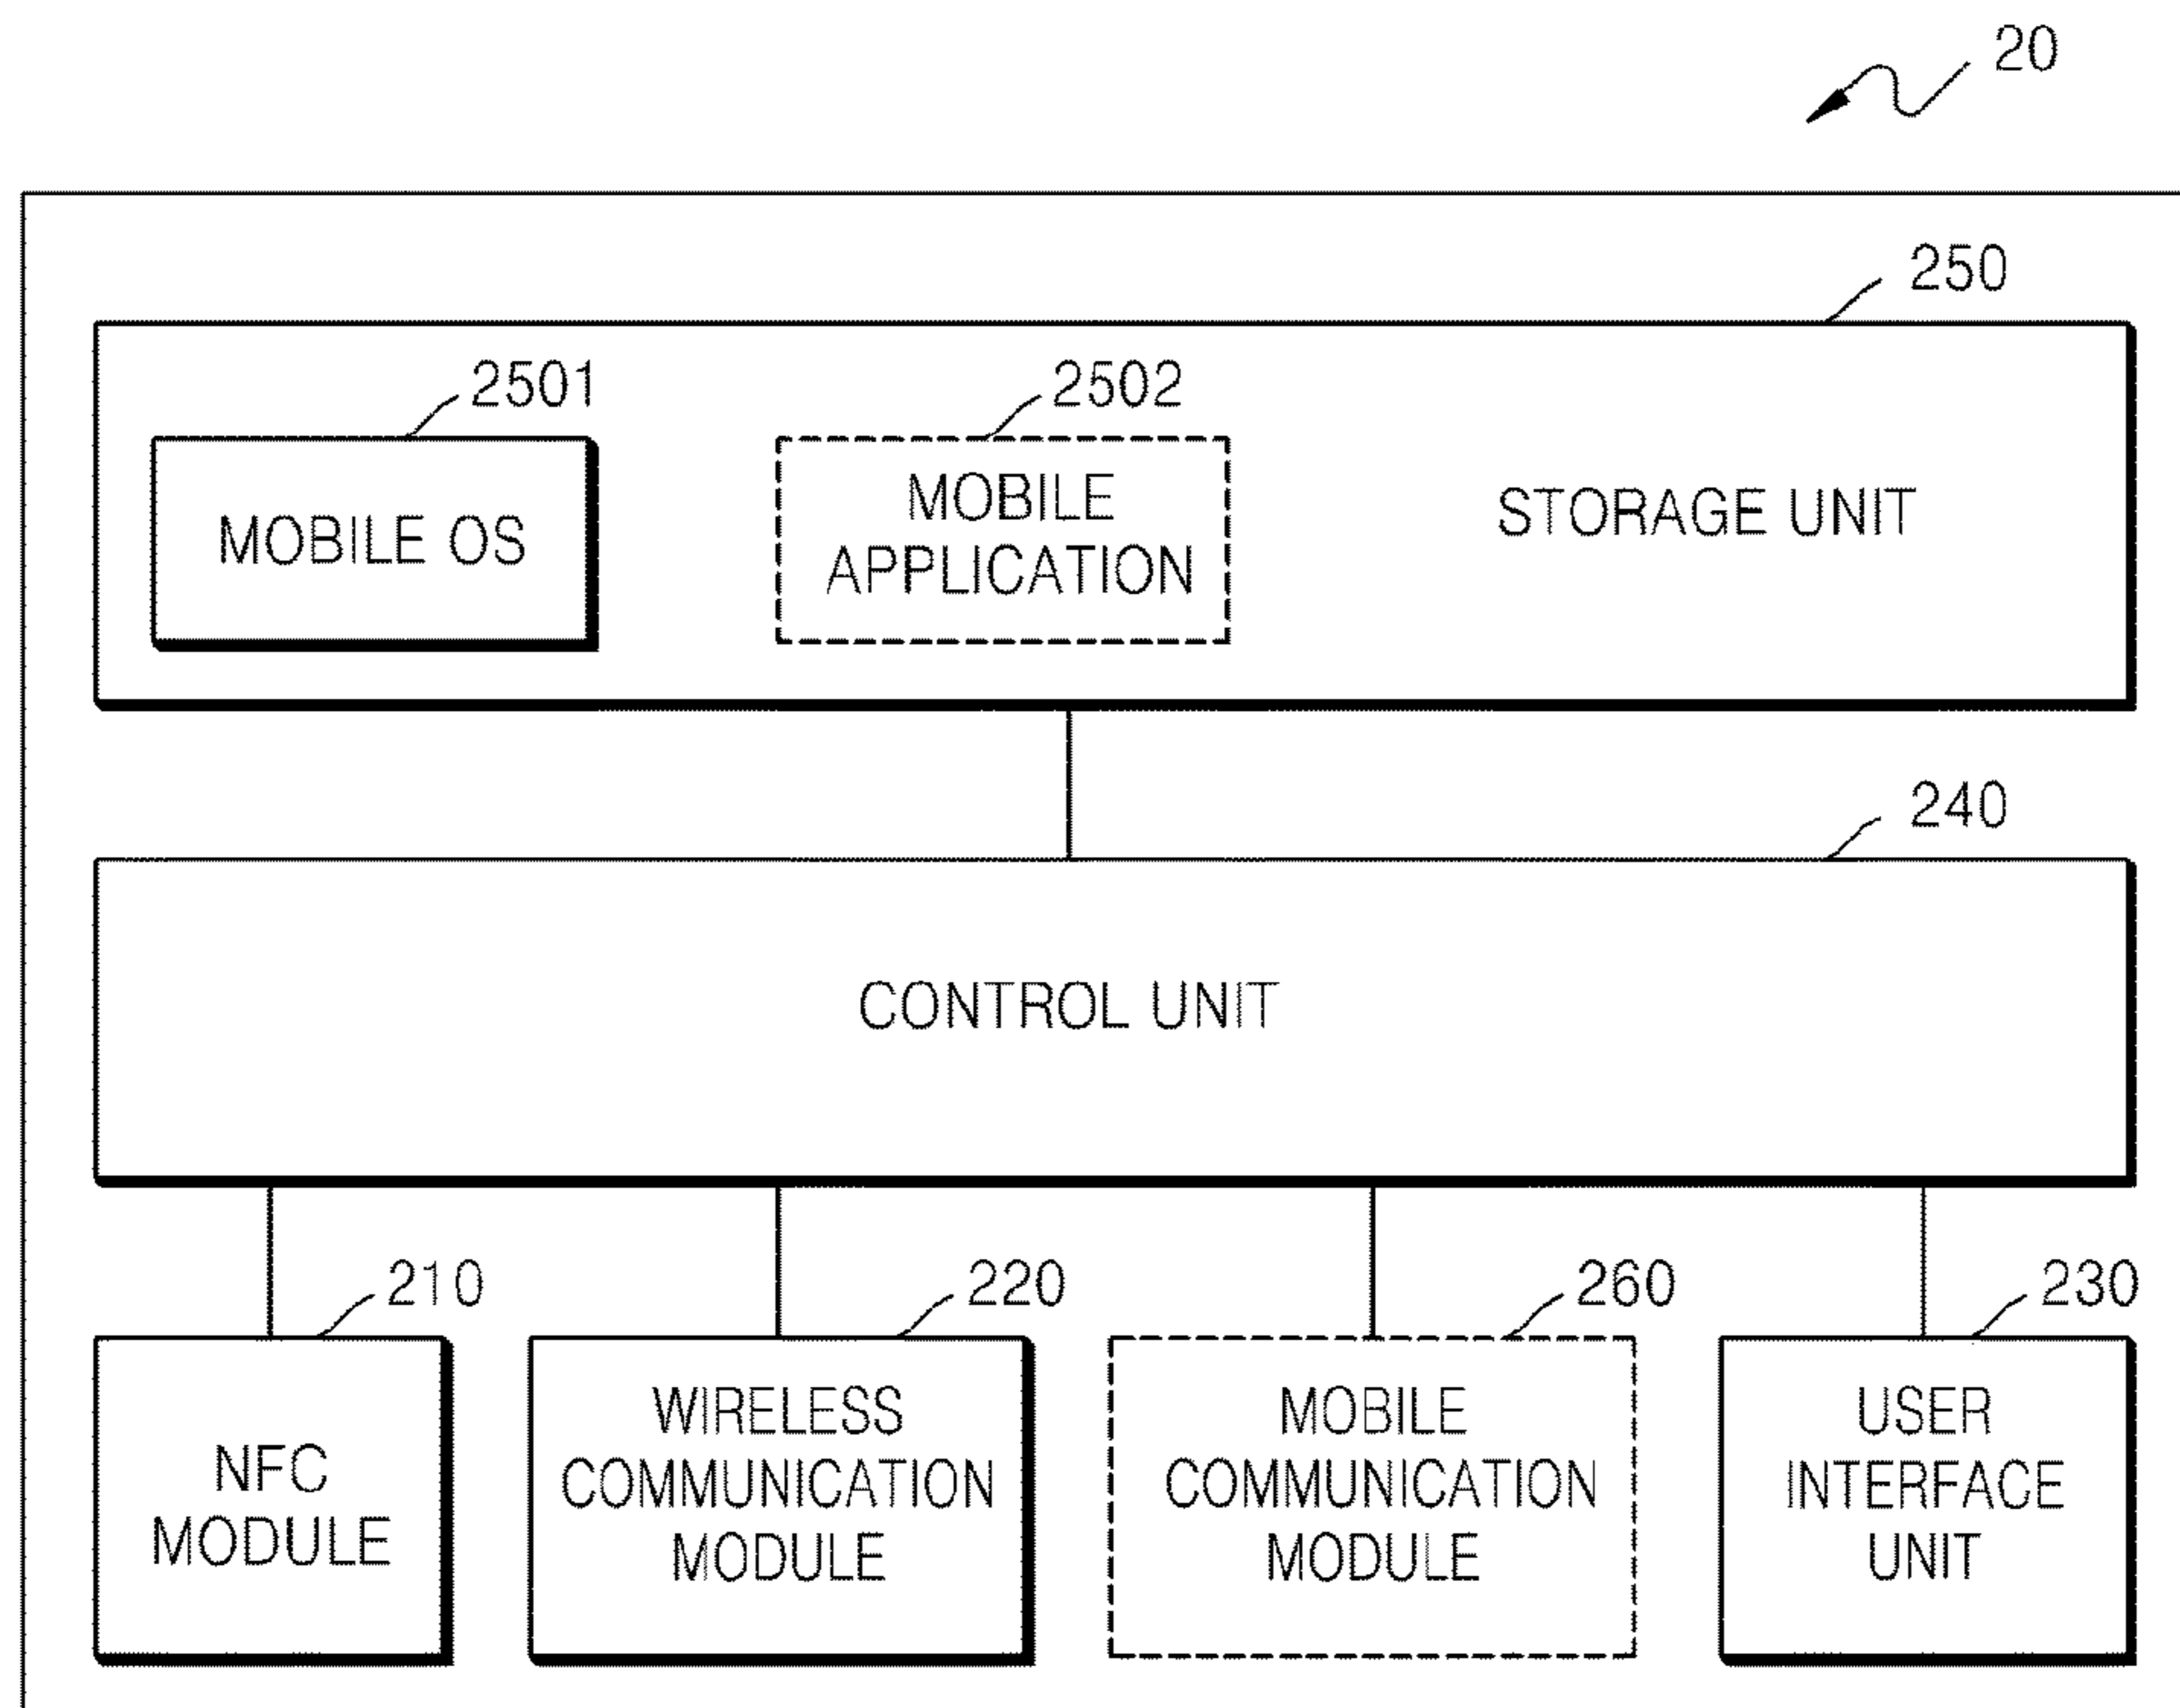 20
250
2501
2502
MOBILE OS
MOBILE
APPLICATION
STORAGE UNIT
240
CONTROL UNIT
210
220
260
230
NFC
MODULE
WIRELESS
COMMUNICATION
MODULE
MOBILE
COMMUNICATION
MODULE
USER
INTERFACE
UNIT